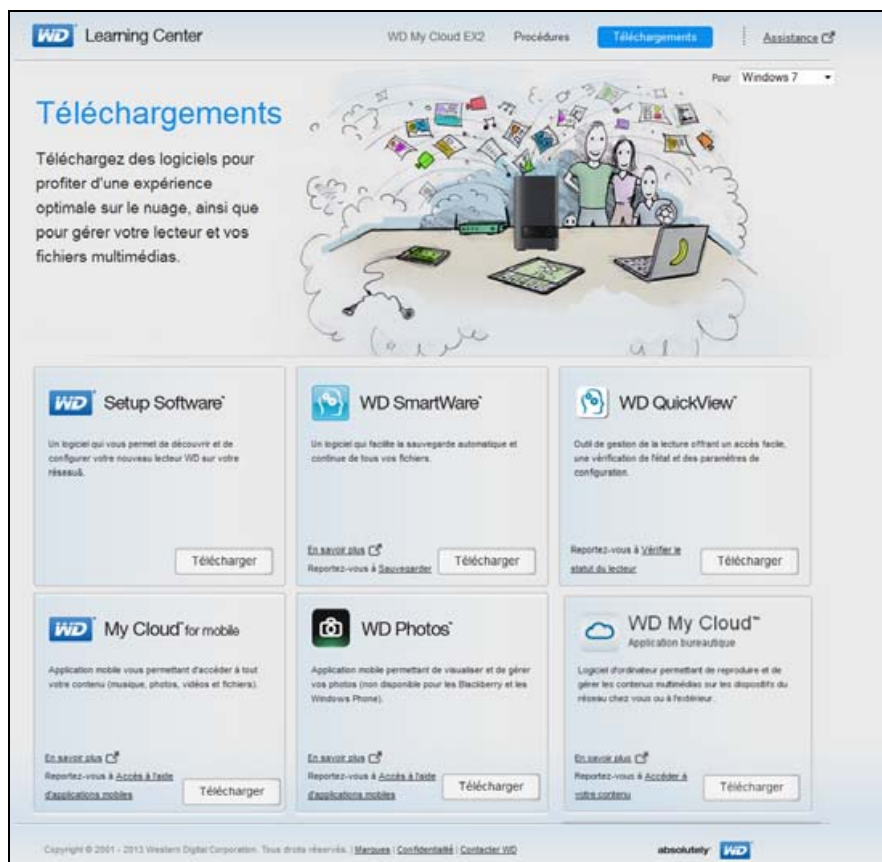 WD Learning Center
WD My Cloud EX2 Procédures Téléchargements Assistance
Pour Windows 7
Téléchargements
Téléchargez des logiciels pour
profiter d'une expérience
optimale sur le nuage, ainsi que
pour gérer votre lecteur et vos
fichiers multimédias.
WD Setup Software
Un logiciel qui vous permet de découvrir et de
configurer votre nouveau lecteur WD sur votre
réseau&.
Télécharger
WD SmartWare
Un logiciel qui facilite la sauvegarde automatique et
continue de tous vos fichiers.
En savoir plus
Reportez-vous à Sauvegarder
Télécharger
WD QuickView
Outil de gestion de la lecture offrant un accès facile,
une vérification de l'état et des paramètres de
configuration.
Reportez-vous à Vérifier le
statut du lecteur
Télécharger
WD My Cloud for mobile
Application mobile vous permettant d'accéder à tout
votre contenu (musique, photos, vidéos et fichiers).
En savoir plus
Reportez-vous à Accès à l'aide
d'applications mobiles
Télécharger
WD Photos
Application mobile permettant de visualiser et de gérer
vos photos (non disponible pour les Blackberry et les
Windows Phone).
En savoir plus
Reportez-vous à Accès à l'aide
d'applications mobiles
Télécharger
WD My Cloud™
Application bureautique
Logiciel d'ordinateur permettant de reproduire et de
gérer les contenus multimédias sur les dispositifs du
réseau chez vous ou à l'extérieur.
En savoir plus
Reportez-vous à Accéder à
votre contenu
Télécharger
Copyright © 2001 - 2013 Western Digital Corporation. Tous droits réservés. | Marques | Confidentialité | Contacter WD
absolutely WD